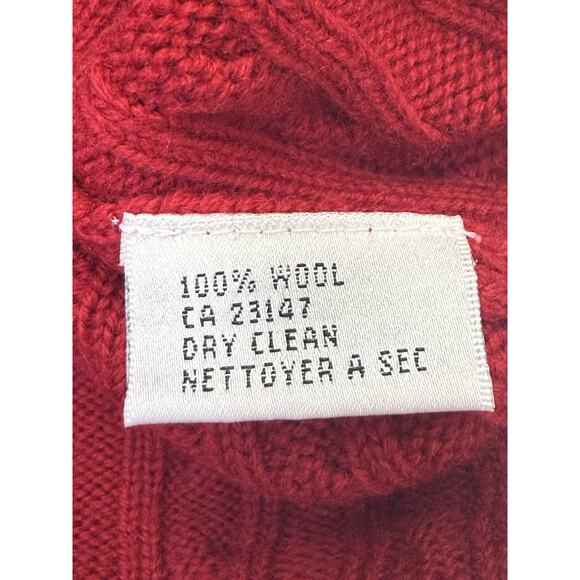 100% WOOL
CA 23147
DRY CLEAN
NETTOYER A SEC